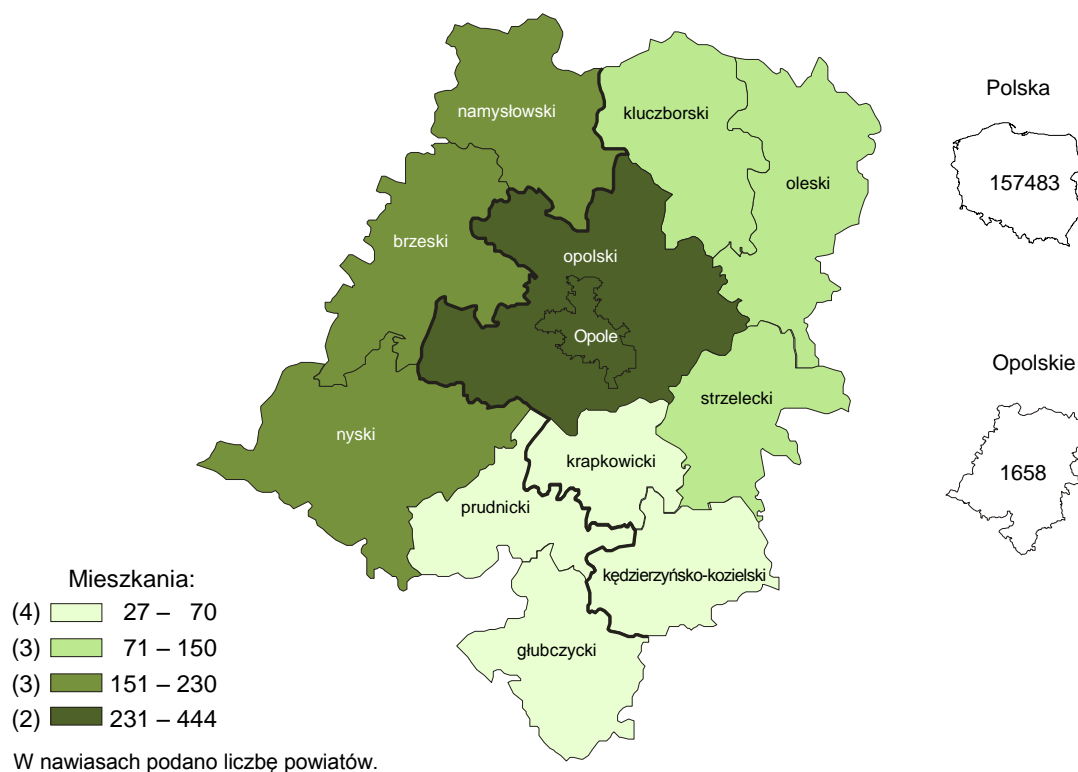 namysłowski
kluczborski
oleski
brzeski
opolski
Opole
strzelecki
nyski
krapkowicki
prudnicki
kędzierzyńsko-kozielski
głubczycki
Polska
157483
Opolskie
1658
Mieszkania:
(4) 27 – 70
(3) 71 – 150
(3) 151 – 230
(2) 231 – 444
W nawiasach podano liczbę powiatów.